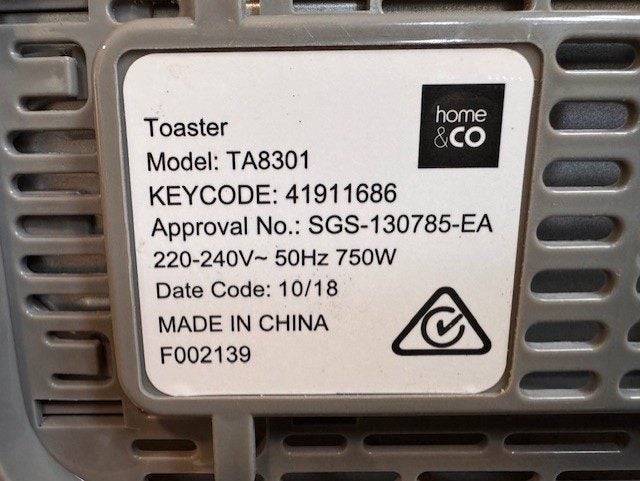 home
&CO
Toaster
Model: TA8301
KEYCODE: 41911686
Approval No.: SGS-130785-EA
220-240V~ 50Hz 750W
Date Code: 10/18
MADE IN CHINA
F002139